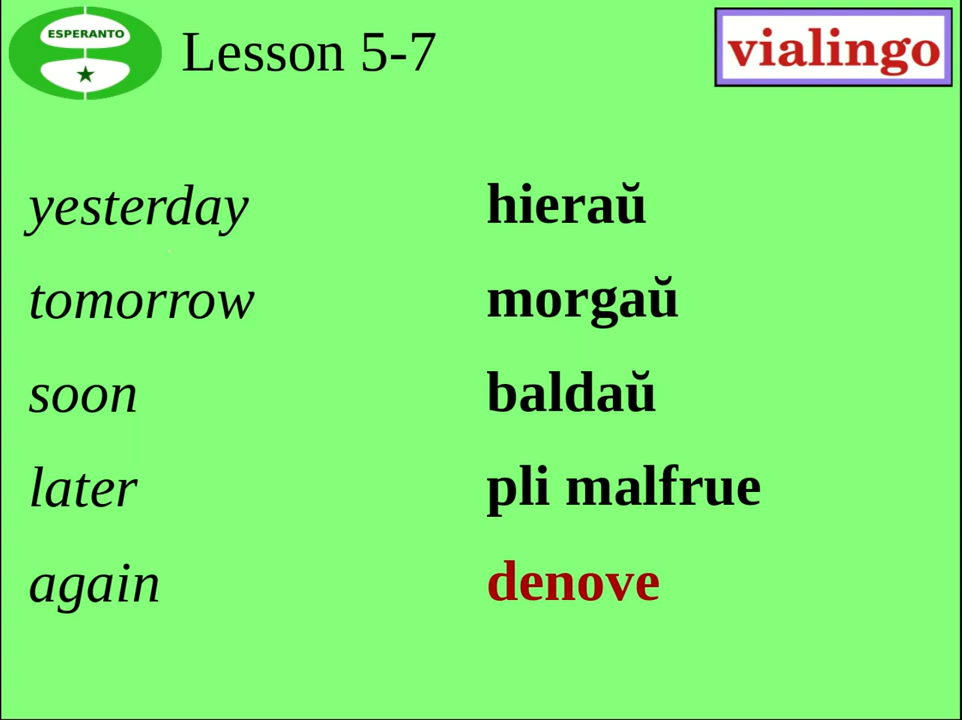 ESPERANTO
Lesson 5-7
vialingo
yesterday hieraŭ
tomorrow morgaŭ
soon baldaŭ
later pli malfrue
again denove